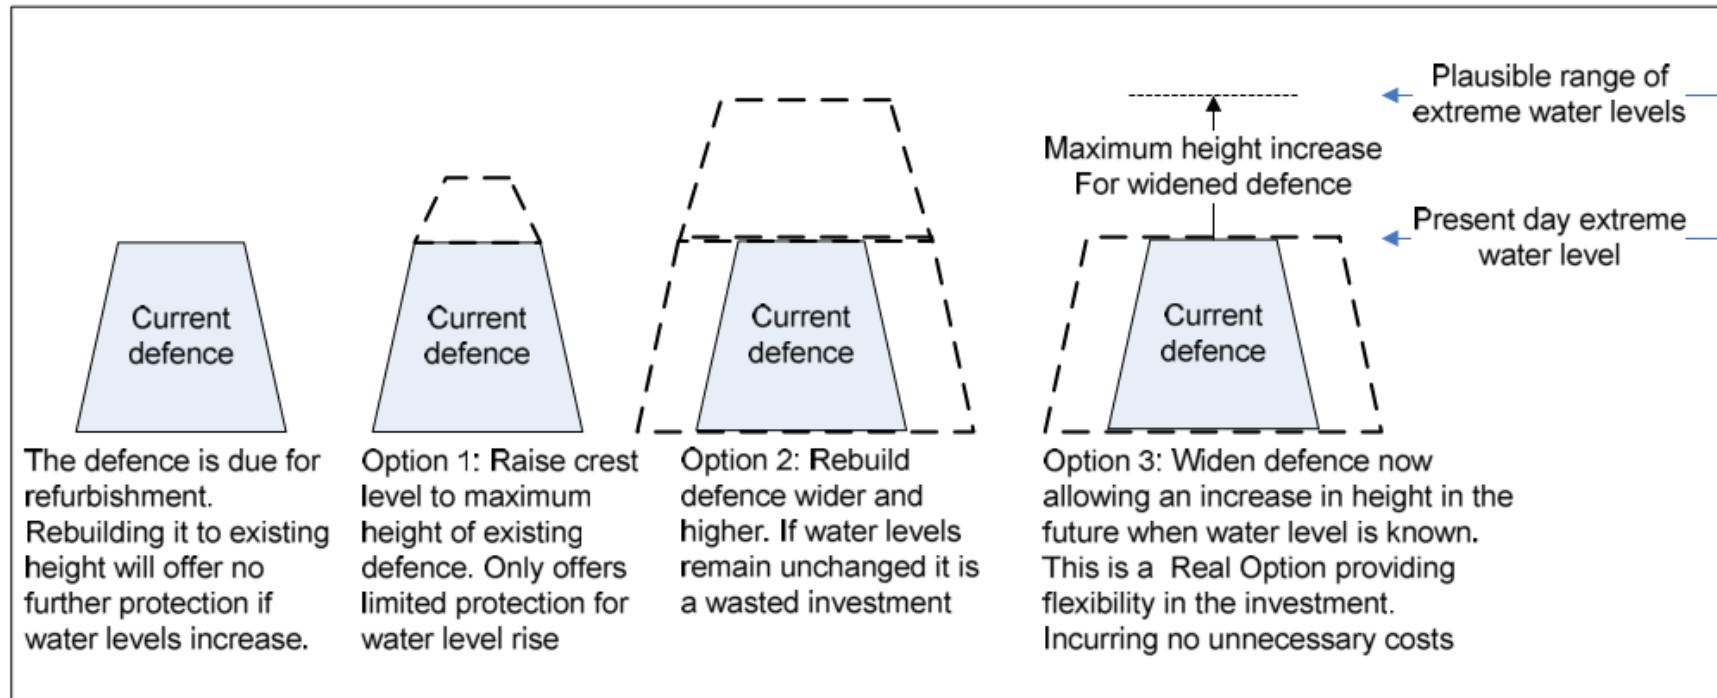 Plausible range of
extreme water levels
Maximum height increase
For widened defence
Present day extreme
water level
Current
defence
Current
defence
Current
defence
Current
defence
The defence is due for
refurbishment.
Rebuilding it to existing
height will offer no
further protection if
water levels increase.
Option 1: Raise crest
level to maximum
height of existing
defence. Only offers
limited protection for
water level rise
Option 2: Rebuild
defence wider and
higher. If water levels
remain unchanged it is
a wasted investment
Option 3: Widen defence now
allowing an increase in height in the
future when water level is known.
This is a Real Option providing
flexibility in the investment.
Incurring no unnecessary costs